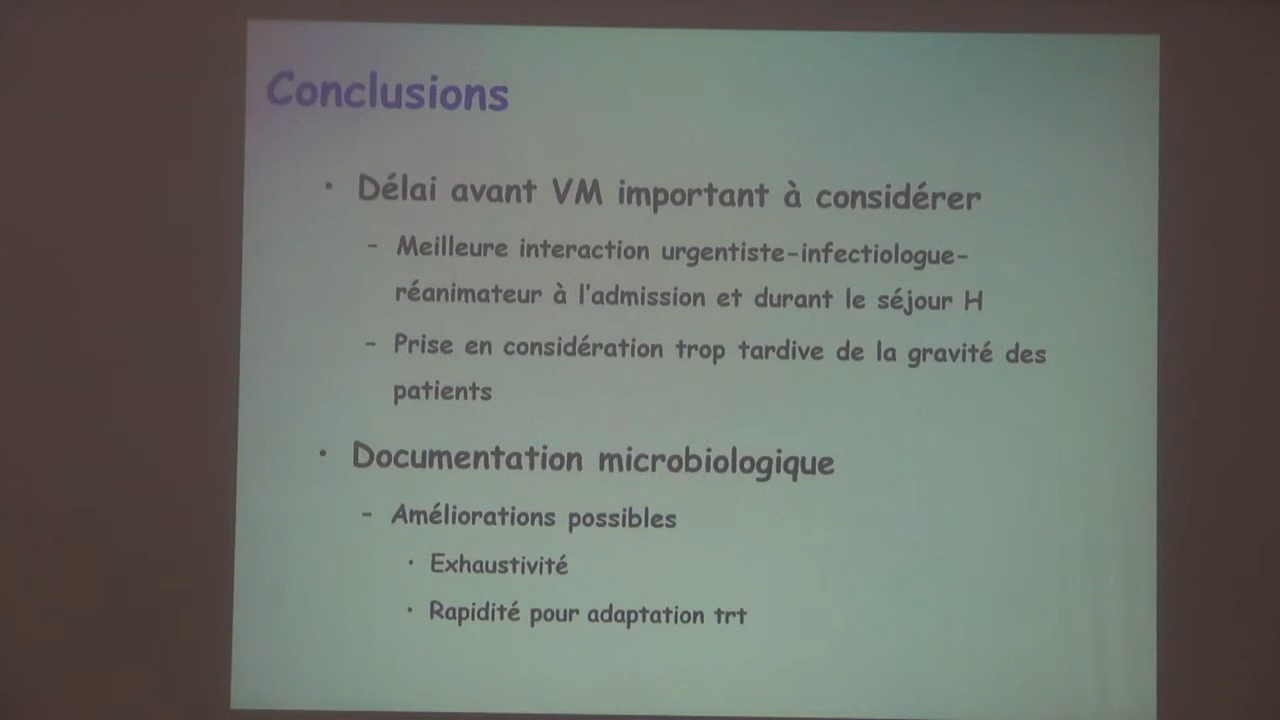 Conclusions
• Délai avant VM important à considérer
- Meilleure interaction urgentiste-infectiologue-
réanimateur à l'admission et durant le séjour H
- Prise en considération trop tardive de la gravité des
patients
• Documentation microbiologique
- Améliorations possibles
• Exhaustivité
• Rapidité pour adaptation trt